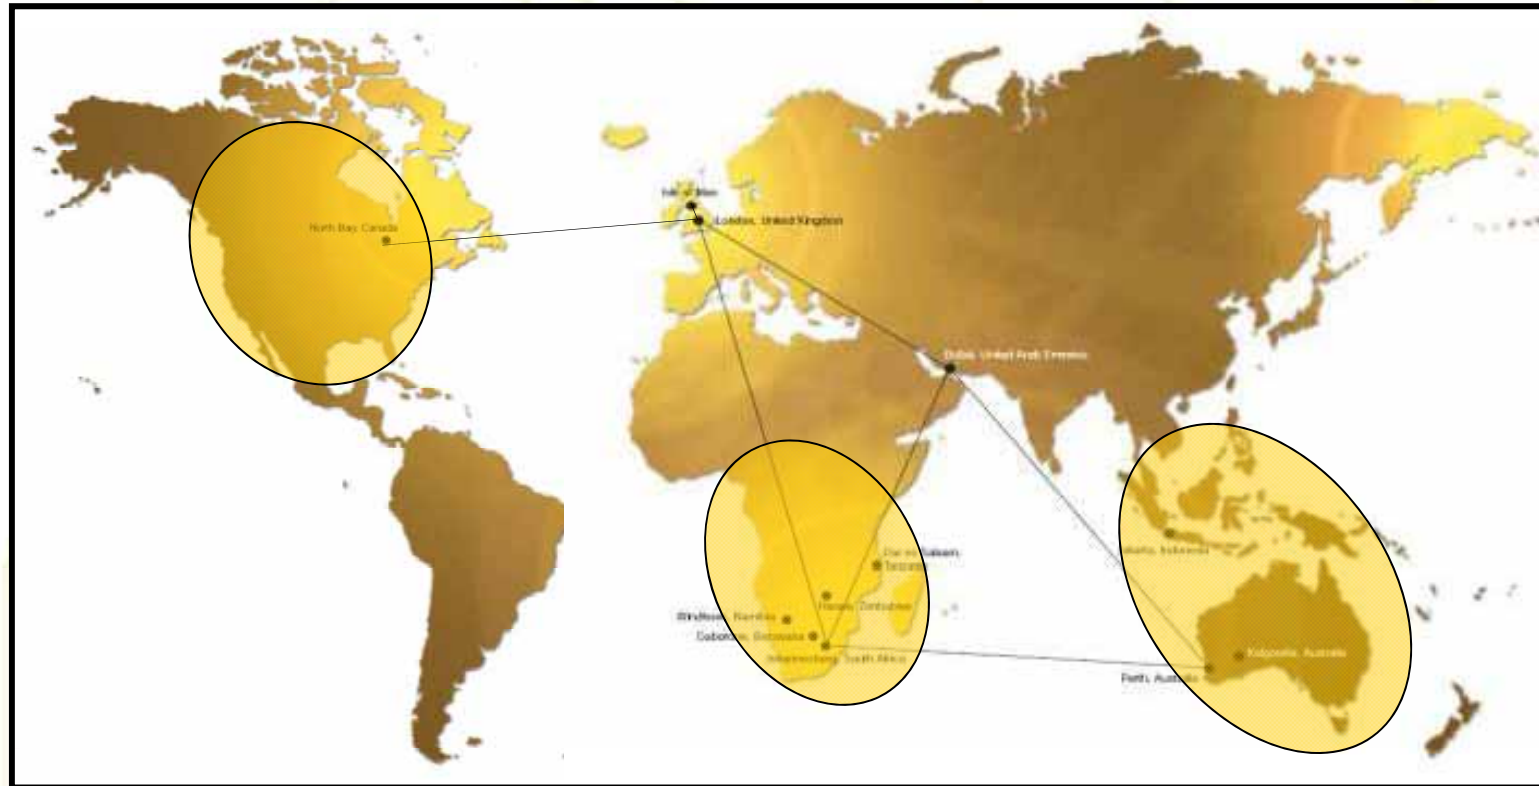 Isle of Man
London, United Kingdom
North Bay, Canada
Dubai, United Arab Emirates
Dar es Salaam,
Tanzania
Jakarta, Indonesia
Harare, Zimbabwe
Windhoek, Namibia
Gaborone, Botswana
Johannesburg, South Africa
Kalgoorlie, Australia
Perth, Australia